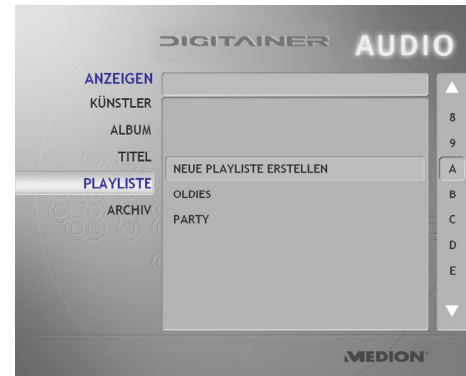 DIGITAINER AUDIO
ANZEIGEN
KÜNSTLER
ALBUM
TITEL
PLAYLISTE
ARCHIV
NEUE PLAYLISTE ERSTELLEN
OLDIES
PARTY
8
9
A
B
C
D
E
MEDION